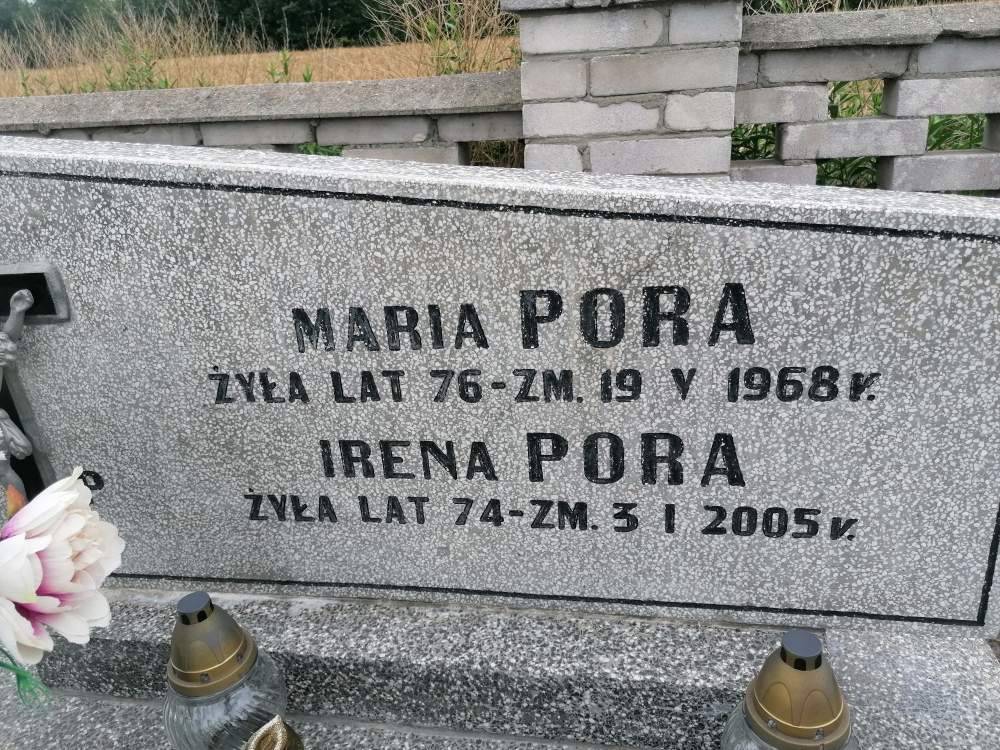 MARIA PORA
ŻYŁA LAT 76-ZM. 19 V 1968 r.
IRENA PORA
ŻYŁA LAT 74-ZM. 3 I 2005 r.
P